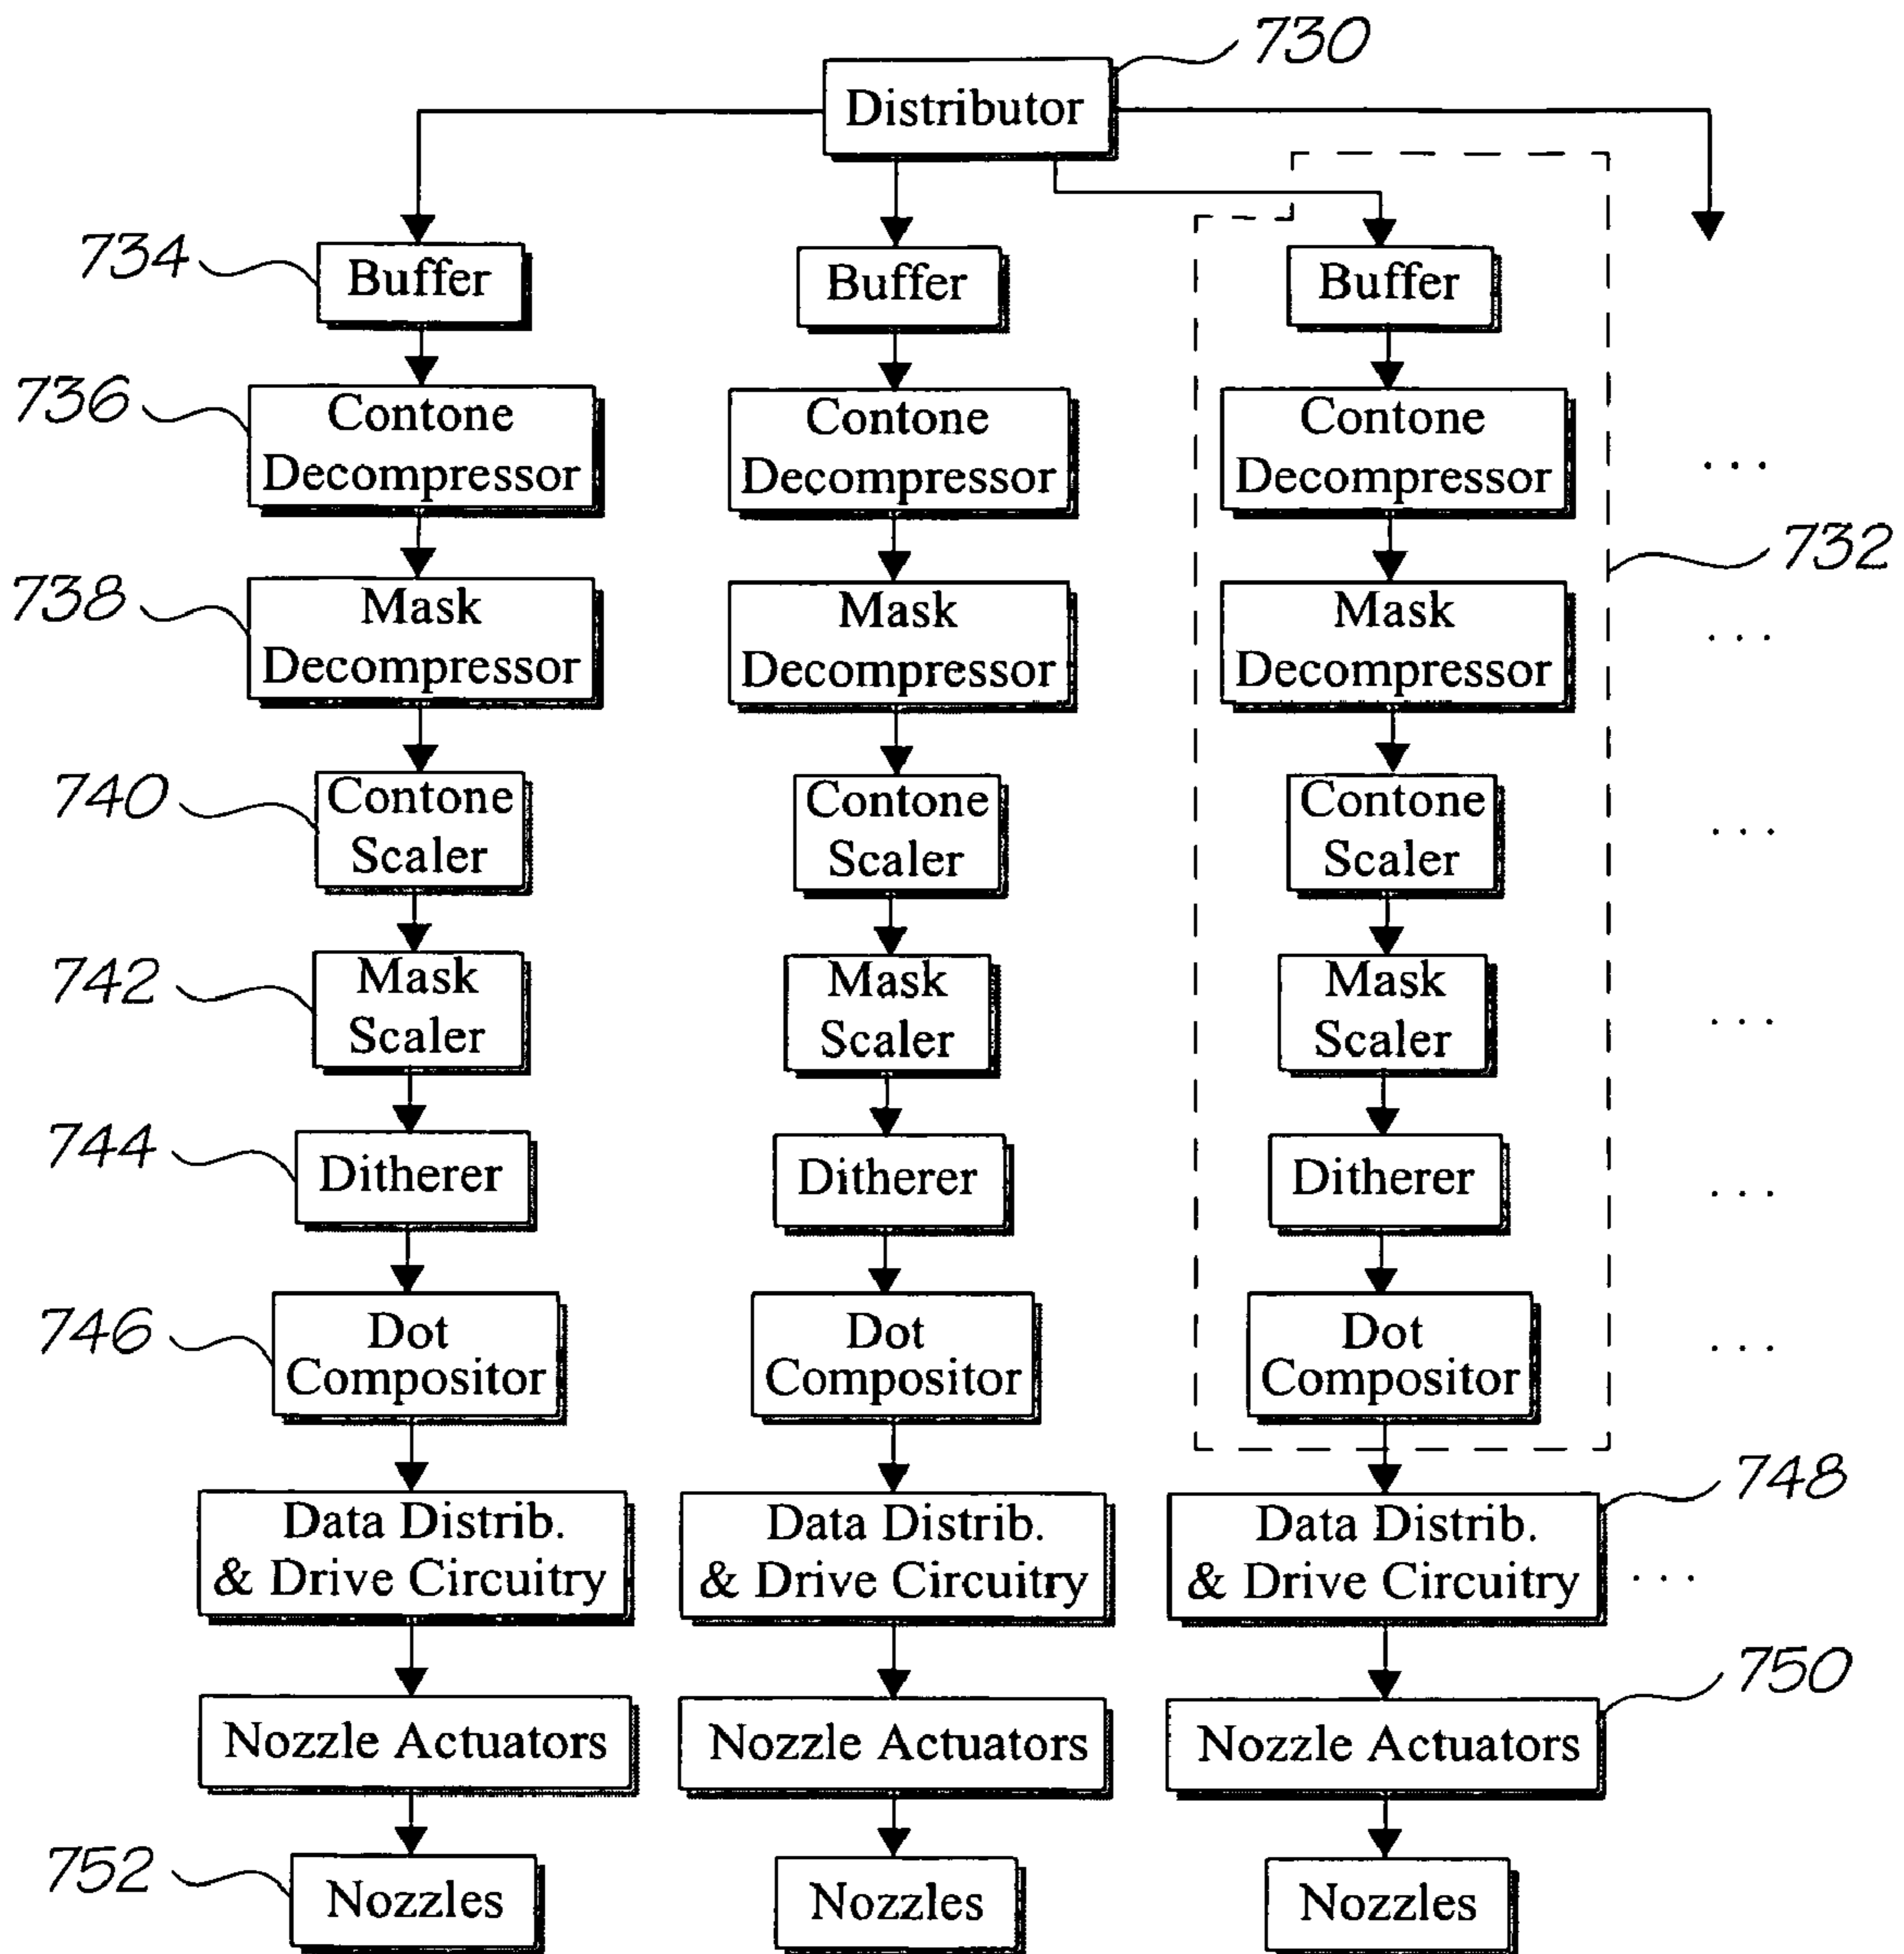 730
Distributor
734
Buffer
Buffer
Buffer
736
Contone
Decompressor
Contone
Decompressor
Contone
Decompressor
...
732
738
Mask
Decompressor
Mask
Decompressor
Mask
Decompressor
...
740
Contone
Scaler
Contone
Scaler
Contone
Scaler
...
742
Mask
Scaler
Mask
Scaler
Mask
Scaler
...
744
Ditherer
Ditherer
Ditherer
...
746
Dot
Compositor
Dot
Compositor
Dot
Compositor
...
748
Data Distrib.
& Drive Circuitry
Data Distrib.
& Drive Circuitry
Data Distrib.
& Drive Circuitry
...
750
Nozzle Actuators
Nozzle Actuators
Nozzle Actuators
752
Nozzles
Nozzles
Nozzles